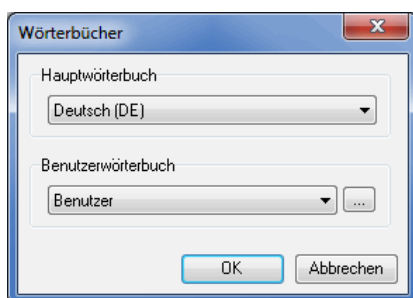 Wörterbücher
Hauptwörterbuch
Deutsch (DE)
Benutzerwörterbuch
Benutzer
...
OK
Abbrechen